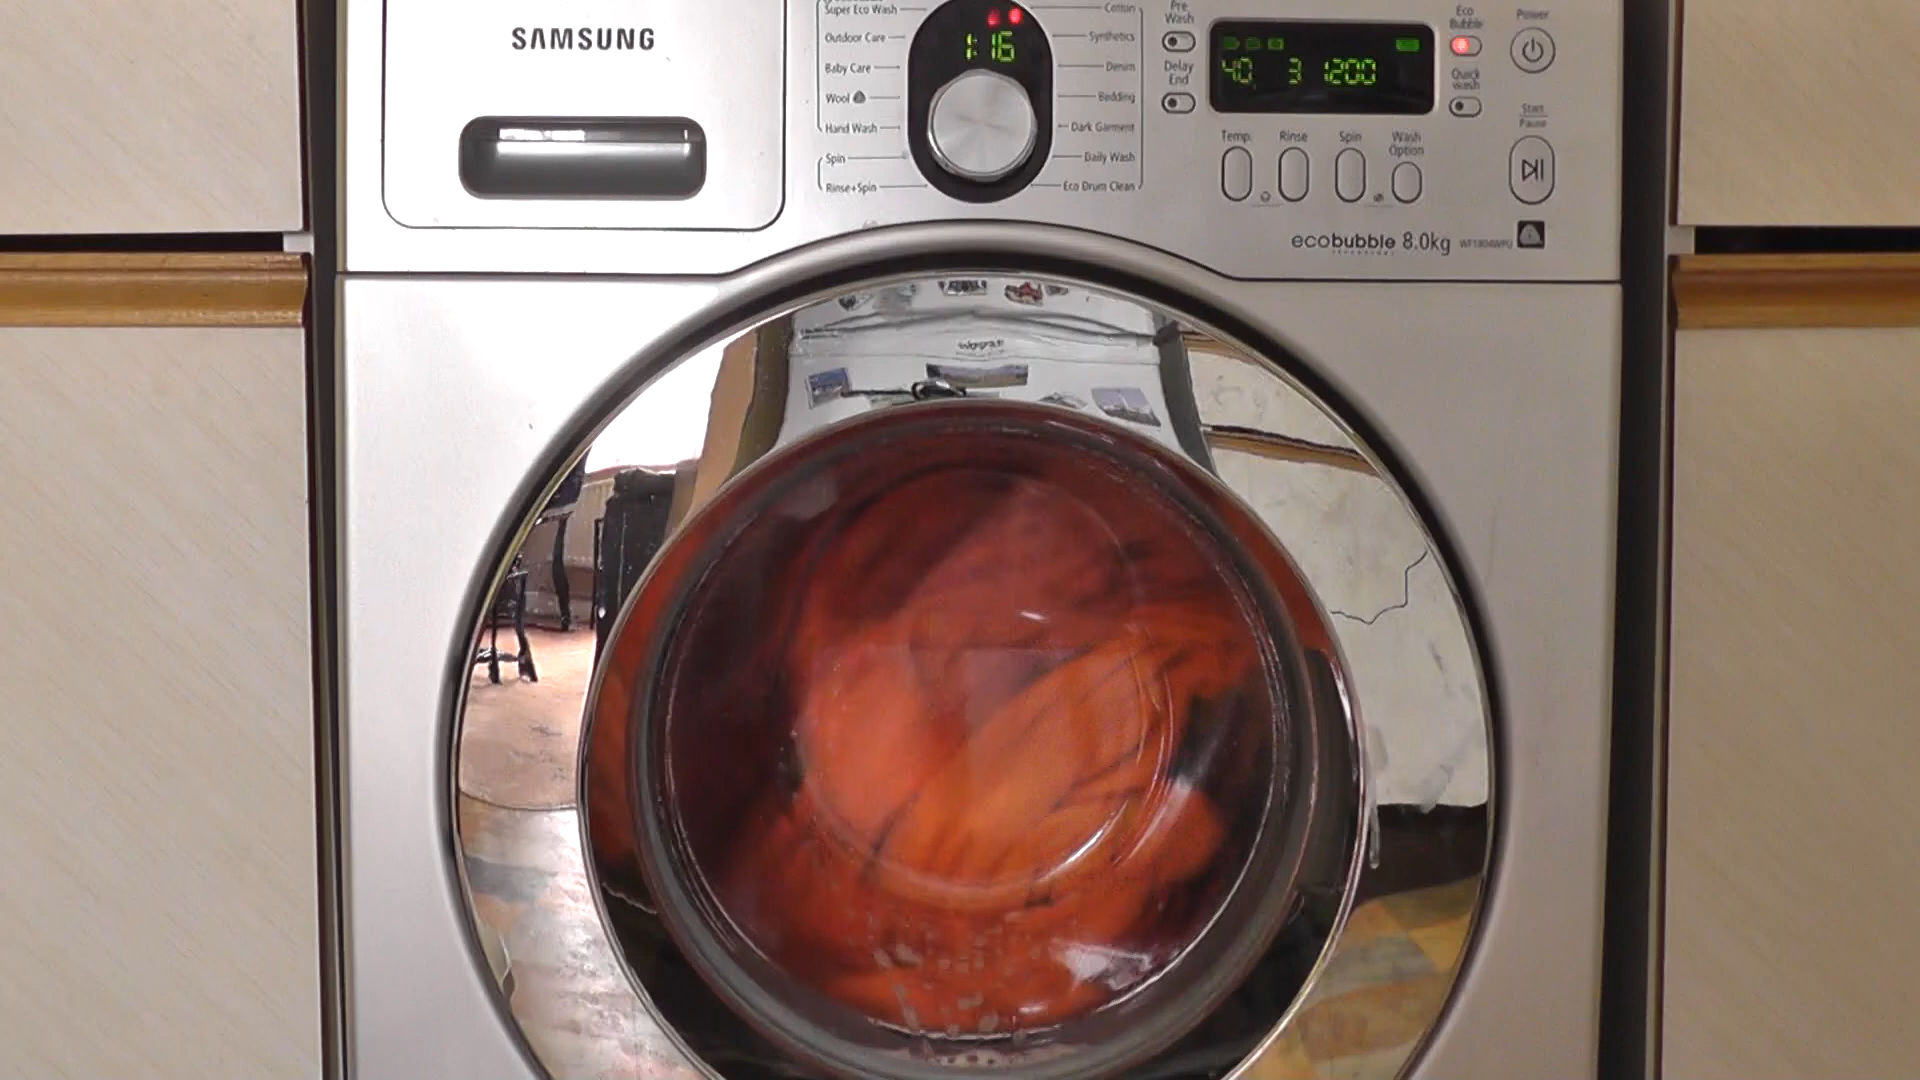 SAMSUNG
Super Eco Wash
Outdoor Care
Baby Care
Wool
Hand Wash
Spin
Rinse+Spin
1:16
Cotton
Synthetics
Denim
Bedding
Dark Garment
Daily Wash
Eco Drum Clean
Pre
Wash
Delay
End
40 3 1200
Eco
Bubble
Quick
Wash
Power
Temp.
Rinse
Spin
Wash
Option
Start
Pause
ecobubble 8.0kg
TECHNOLOGY